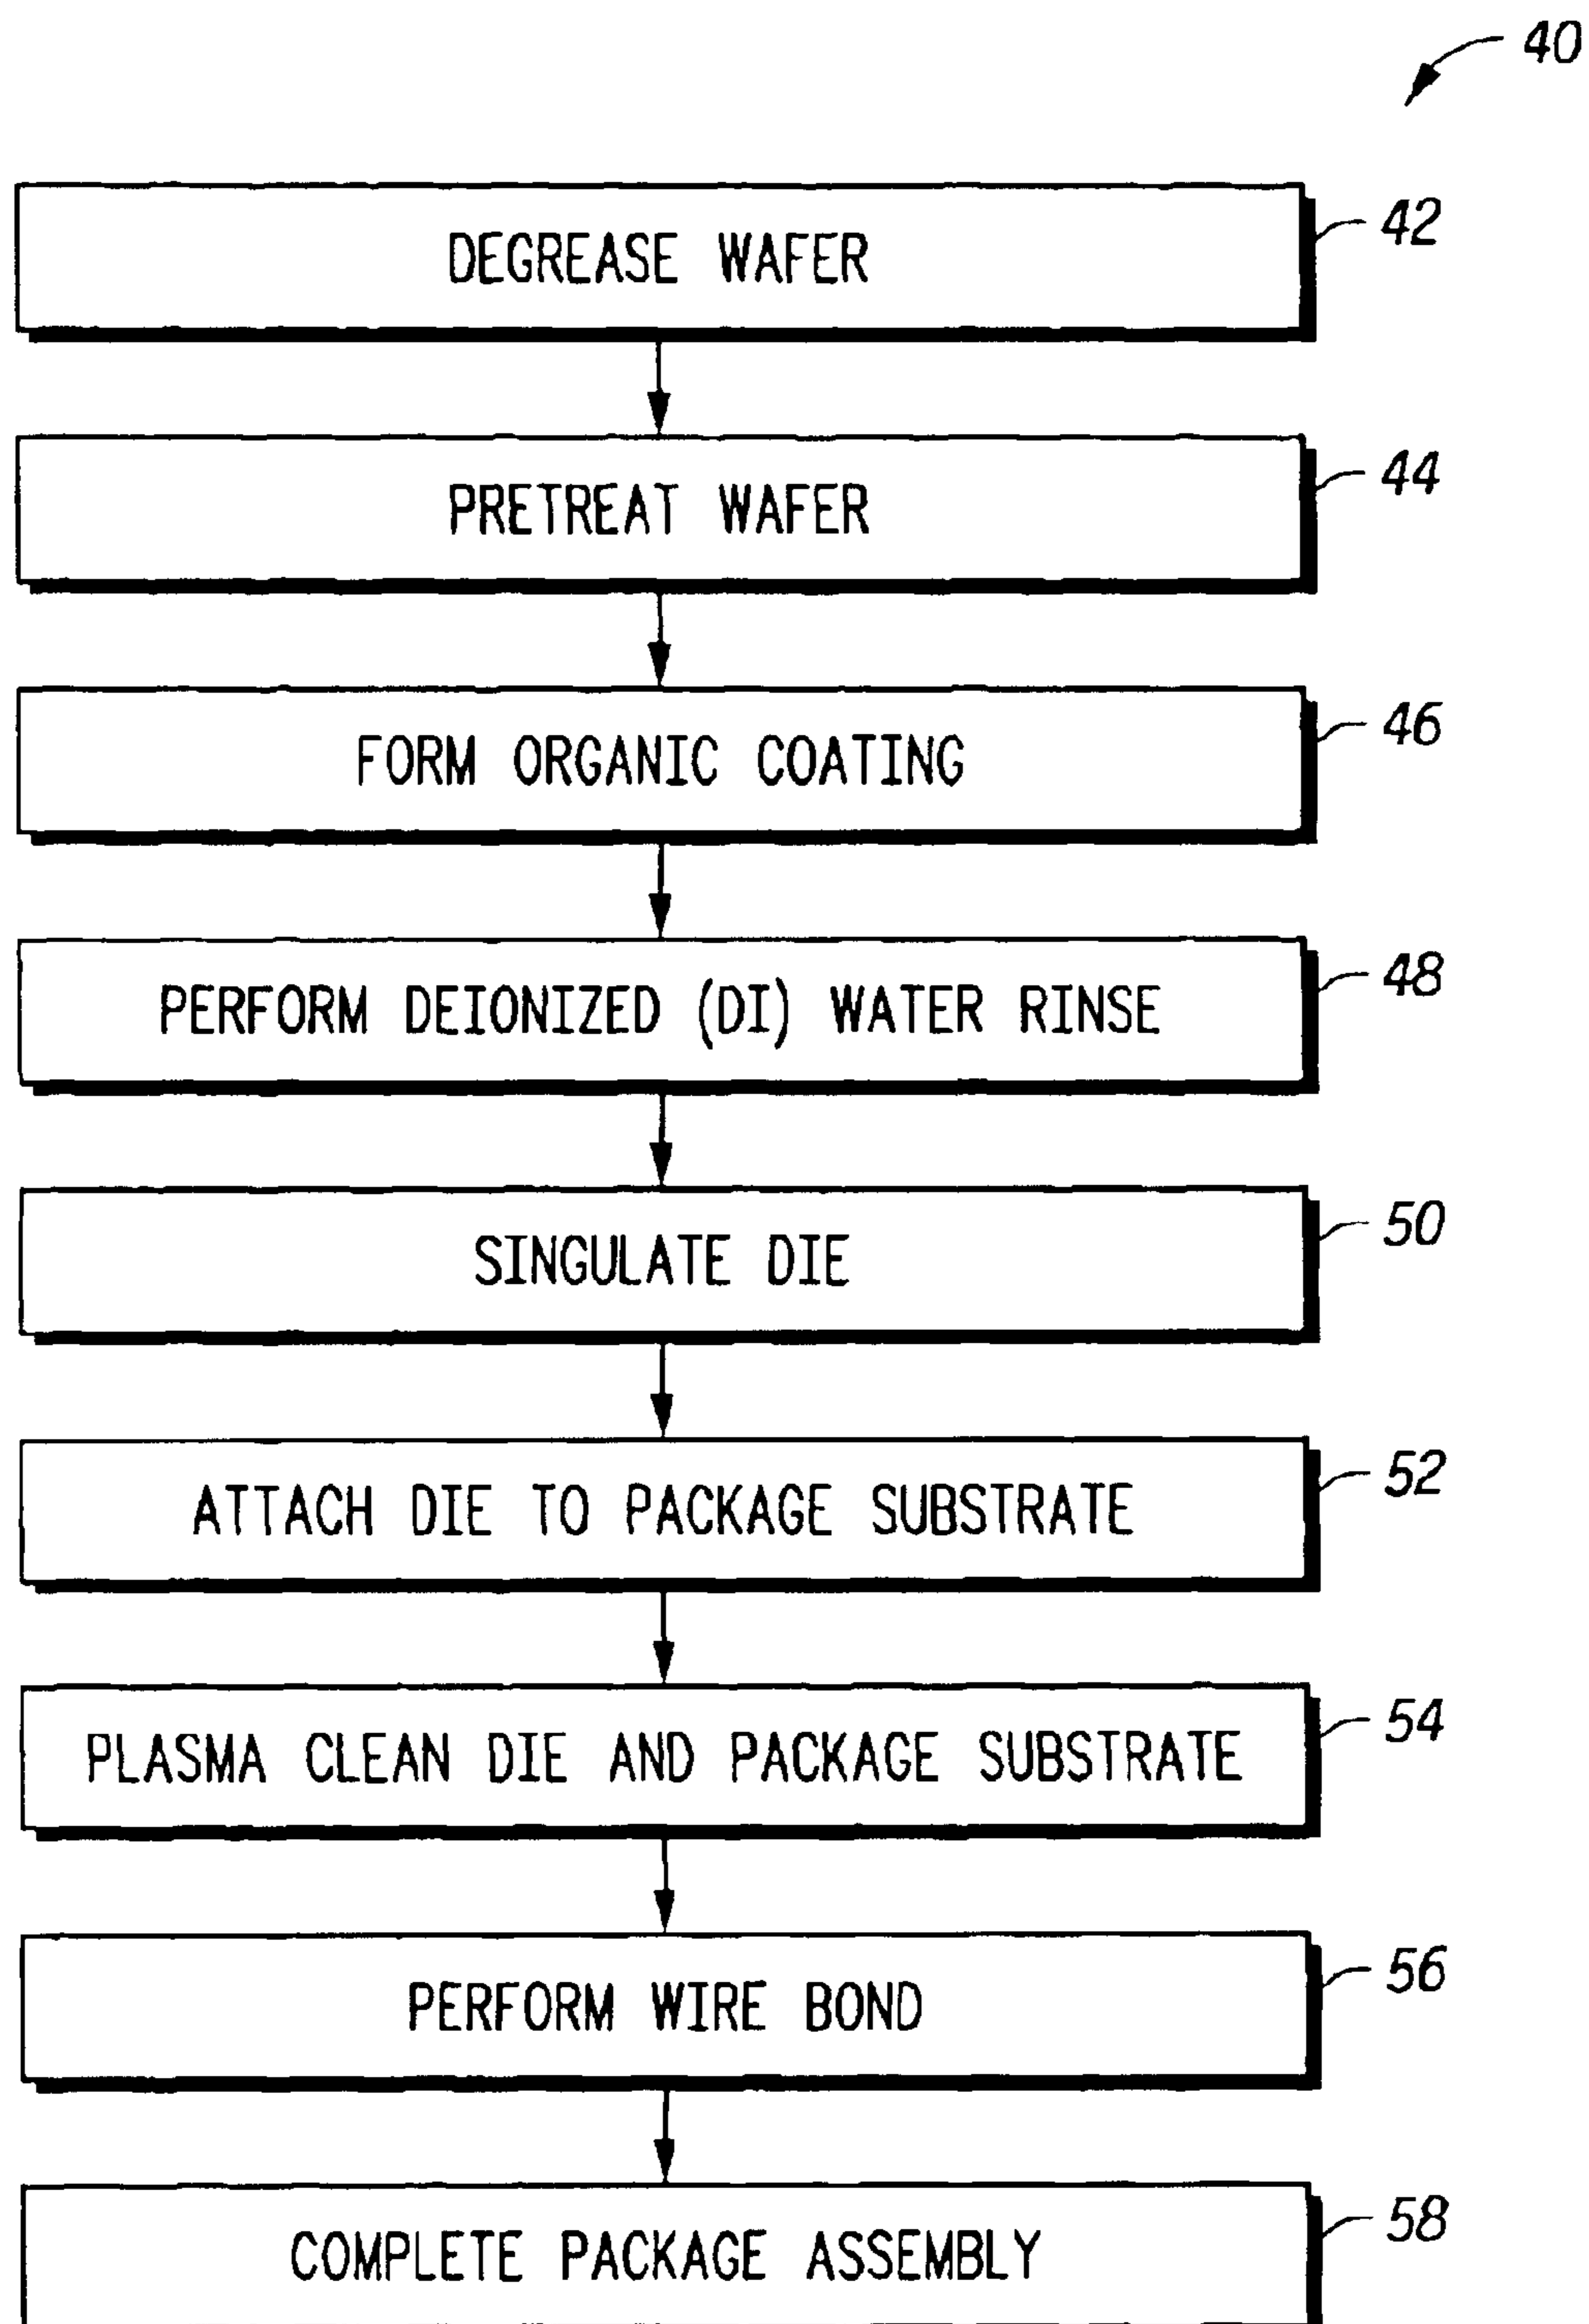 40
DEGREASE WAFER
42
PRETREAT WAFER
44
FORM ORGANIC COATING
46
PERFORM DEIONIZED (DI) WATER RINSE
48
SINGULATE DIE
50
ATTACH DIE TO PACKAGE SUBSTRATE
52
PLASMA CLEAN DIE AND PACKAGE SUBSTRATE
54
PERFORM WIRE BOND
56
COMPLETE PACKAGE ASSEMBLY
58